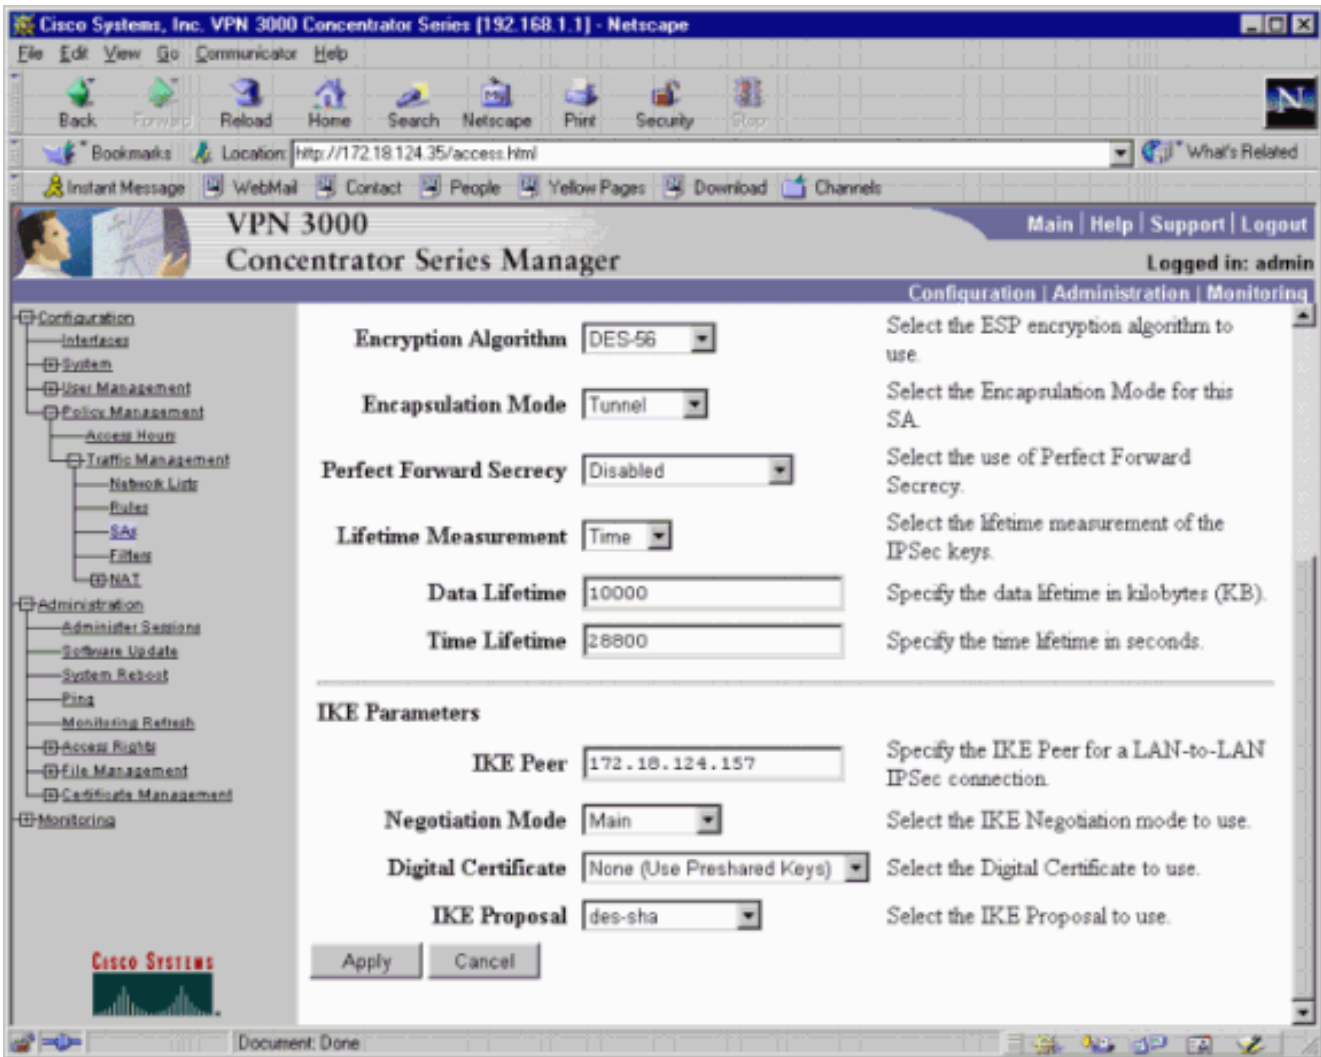 Cisco Systems, Inc. VPN 3000 Concentrator Series [192.168.1.1] - Netscape
File Edit View Go Communicator Help
Back Forward Reload Home Search Netscape Print Security Stop
Bookmarks Location: http://172.18.124.35/access.html What's Related
Instant Message WebMail Contact People Yellow Pages Download Channels
VPN 3000
Concentrator Series Manager
Main | Help | Support | Logout
Logged in: admin
Configuration | Administration | Monitoring
Configuration
Interfaces
System
User Management
Policy Management
Access Hours
Traffic Management
Network Lists
Rules
SAs
Filters
NAT
Administration
Administer Sessions
Software Update
System Reboot
Ping
Monitoring Refresh
Access Rights
File Management
Certificate Management
Monitoring
CISCO SYSTEMS
Encryption Algorithm DES-56 Select the ESP encryption algorithm to
use.
Encapsulation Mode Tunnel Select the Encapsulation Mode for this
SA.
Perfect Forward Secrecy Disabled Select the use of Perfect Forward
Secrecy.
Lifetime Measurement Time Select the lifetime measurement of the
IPSec keys.
Data Lifetime 10000 Specify the data lifetime in kilobytes (KB).
Time Lifetime 28800 Specify the time lifetime in seconds.
IKE Parameters
IKE Peer 172.18.124.157 Specify the IKE Peer for a LAN-to-LAN
IPSec connection.
Negotiation Mode Main Select the IKE Negotiation mode to use.
Digital Certificate None (Use Preshared Keys) Select the Digital Certificate to use.
IKE Proposal des-sha Select the IKE Proposal to use.
Apply Cancel
Document: Done